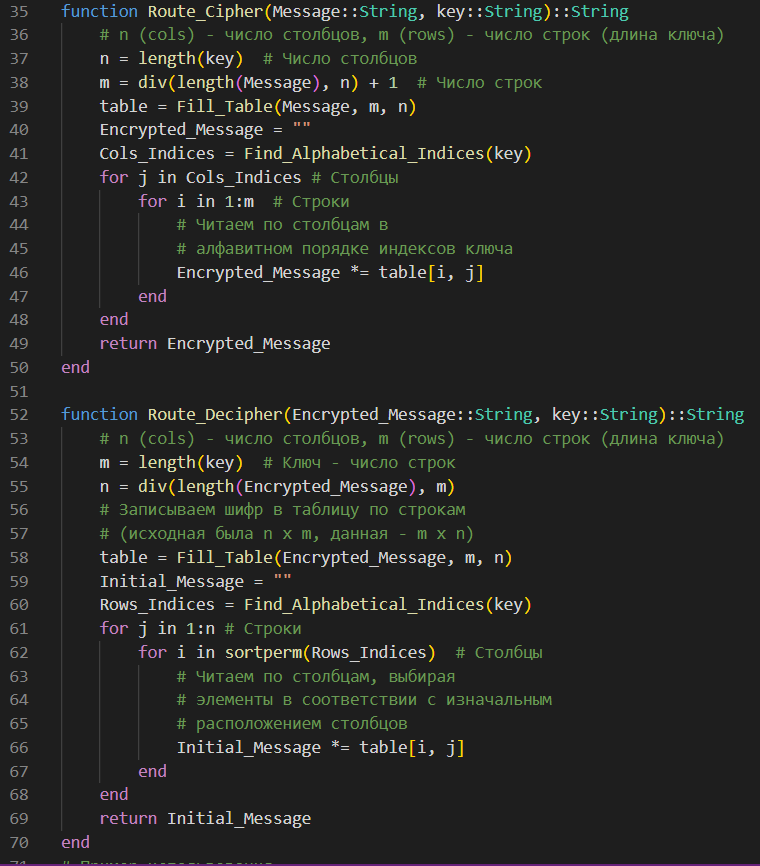 35 function Route_Cipher(Message::String, key::String)::String
36     # n (cols) - число столбцов, m (rows) - число строк (длина ключа)
37     n = length(key)  # Число столбцов
38     m = div(length(Message), n) + 1  # Число строк
39     table = Fill_Table(Message, m, n)
40     Encrypted_Message = ""
41     Cols_Indices = Find_Alphabetical_Indices(key)
42     for j in Cols_Indices # Столбцы
43         for i in 1:m  # Строки
44             # Читаем по столбцам в
45             # алфавитном порядке индексов ключа
46             Encrypted_Message *= table[i, j]
47         end
48     end
49     return Encrypted_Message
50 end
51
52 function Route_Decipher(Encrypted_Message::String, key::String)::String
53     # n (cols) - число столбцов, m (rows) - число строк (длина ключа)
54     m = length(key)  # Ключ - число строк
55     n = div(length(Encrypted_Message), m)
56     # Записываем шифр в таблицу по строкам
57     # (исходная была n x m, данная - m x n)
58     table = Fill_Table(Encrypted_Message, m, n)
59     Initial_Message = ""
60     Rows_Indices = Find_Alphabetical_Indices(key)
61     for j in 1:n # Строки
62         for i in sortperm(Rows_Indices)  # Столбцы
63             # Читаем по столбцам, выбирая
64             # элементы в соответствии с изначальным
65             # расположением столбцов
66             Initial_Message *= table[i, j]
67         end
68     end
69     return Initial_Message
70 end